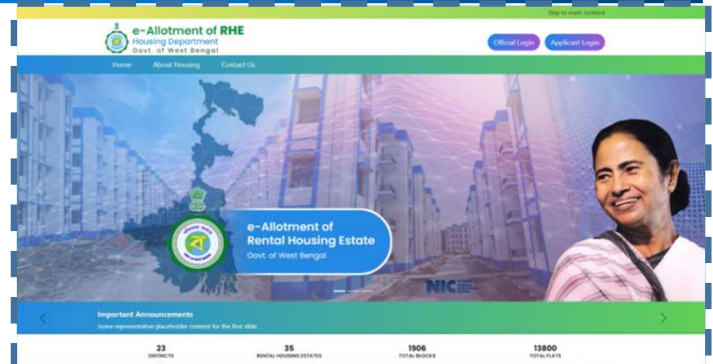 Skip to main content
e-Allotment of RHE
Housing Department
Govt. of West Bengal
Official Login
Applicant Login
Home
About Housing
Contact Us
e-Allotment of
Rental Housing Estate
Govt. of West Bengal
NIC
Important Announcements
Some representative placeholder content for the first slide.
23
DISTRICTS
35
RENTAL HOUSING ESTATES
1906
TOTAL BLOCKS
13800
TOTAL FLATS